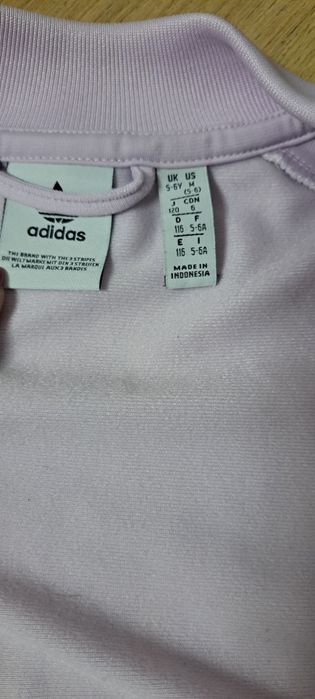 adidas
THE BRAND WITH THE 3 STRIPES
DIE WELTMARKE MIT DEN 3 STREIFEN
LA MARQUE AUX 3 BANDES
UK US
5-6Y M
(5-6)
J CDN
120 6
D F
116 5-6A
E I
116 5-6A
MADE IN
INDONESIA